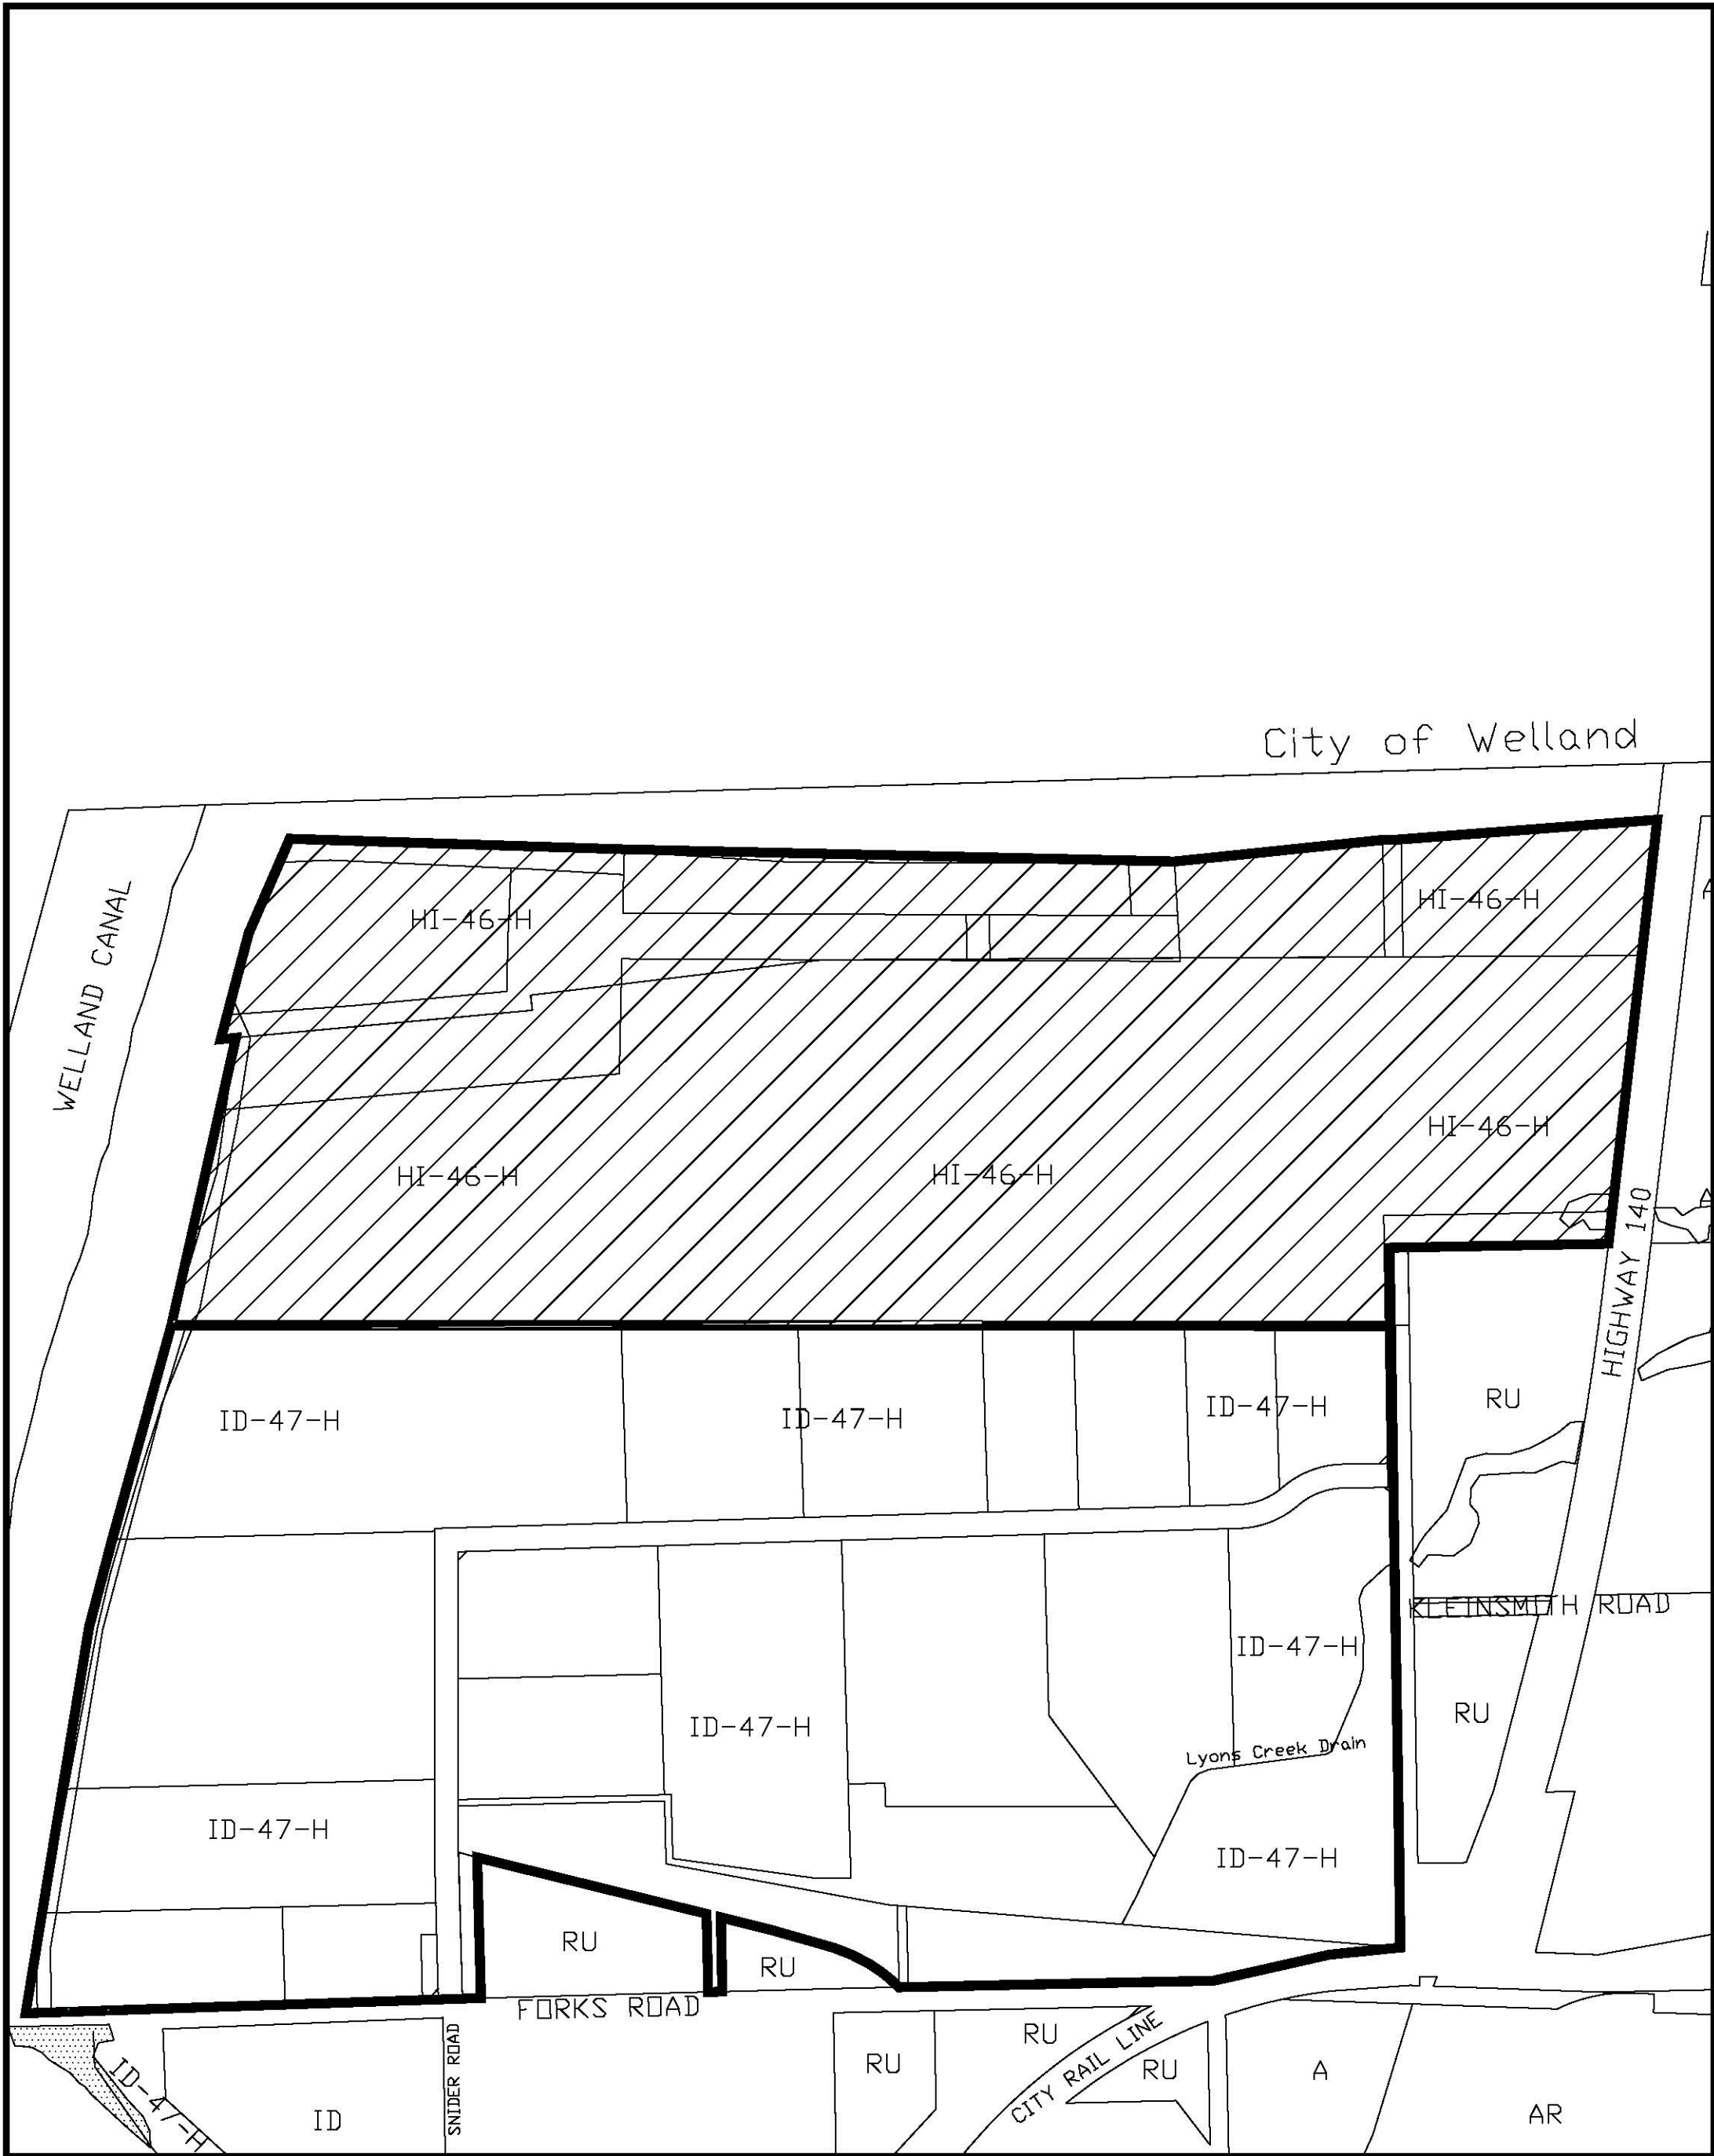 City of Welland
WELLAND CANAL
HI-46-H
HI-46-H
HI-46-H
HI-46-H
HI-46-H
HIGHWAY 140
RU
ID-47-H
ID-47-H
ID-47-H
KLEINSMITH ROAD
ID-47-H
RU
ID-47-H
Lyons Creek Drain
ID-47-H
ID-47-H
RU
RU
FORKS ROAD
SNIDER ROAD
ID-47-H
ID
RU
RU
CITY RAIL LINE
RU
A
AR